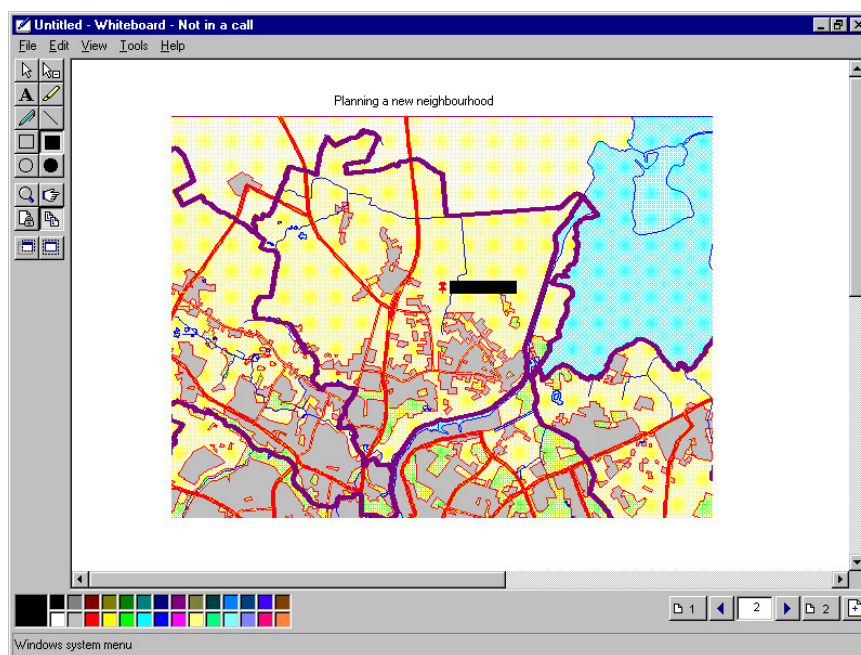 Untitled - Whiteboard - Not in a call
File Edit View Tools Help
A
Planning a new neighbourhood
1 2 2
Windows system menu